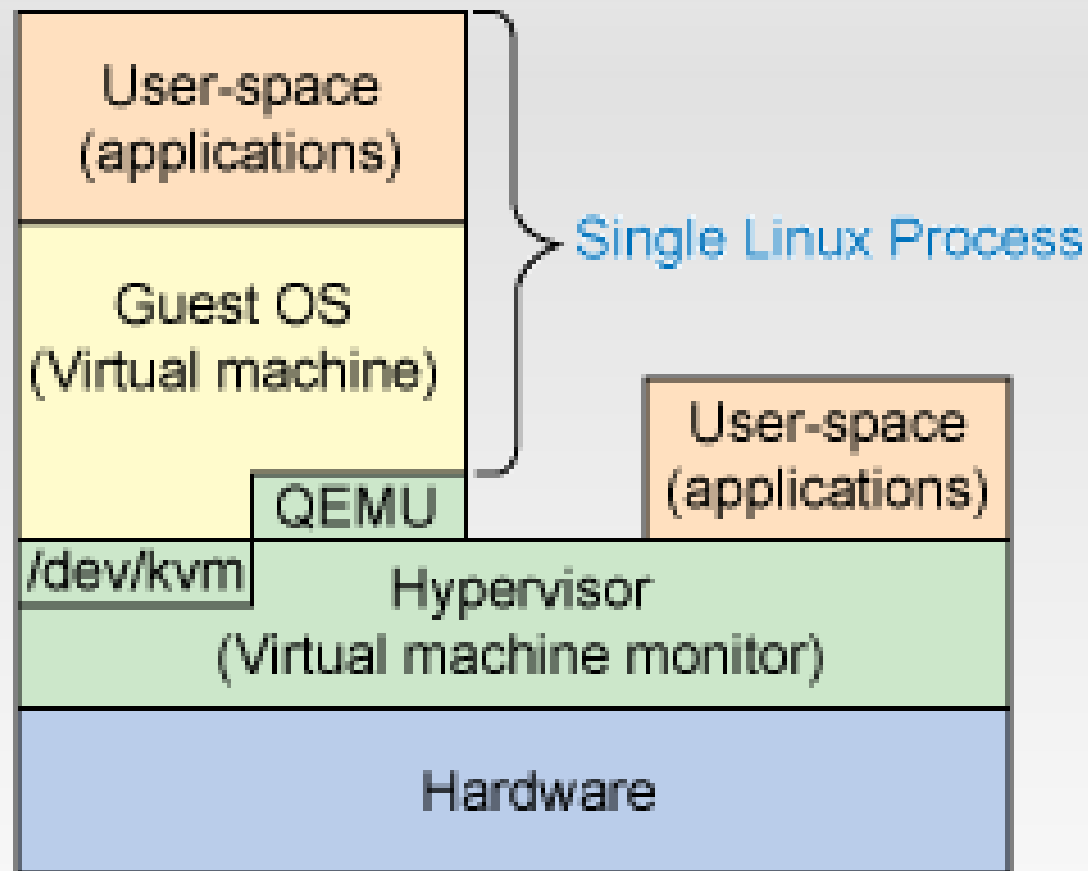 User-space
(applications)
Single Linux Process
Guest OS
(Virtual machine)
User-space
(applications)
QEMU
/dev/kvm
Hypervisor
(Virtual machine monitor)
Hardware